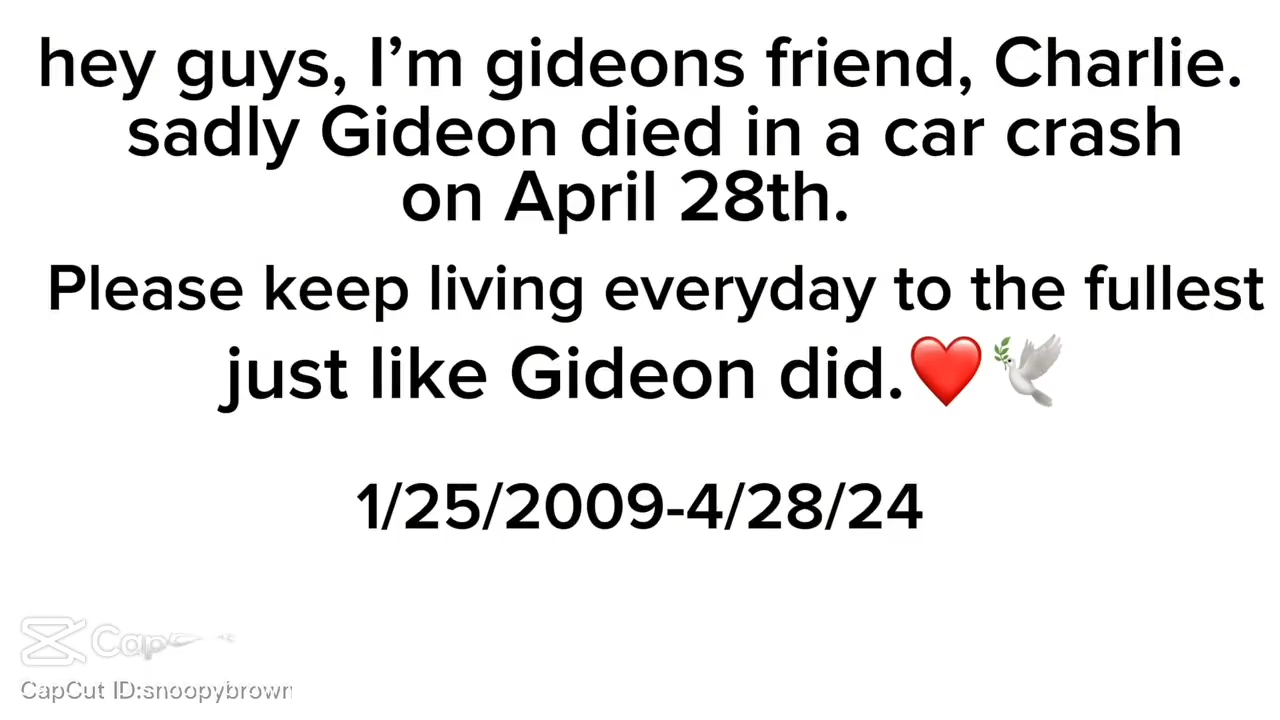 hey guys, I’m gideons friend, Charlie.
sadly Gideon died in a car crash
on April 28th.
Please keep living everyday to the fullest
just like Gideon did.❤️🕊️
1/25/2009-4/28/24
Cap
CapCut ID:snoopybrown